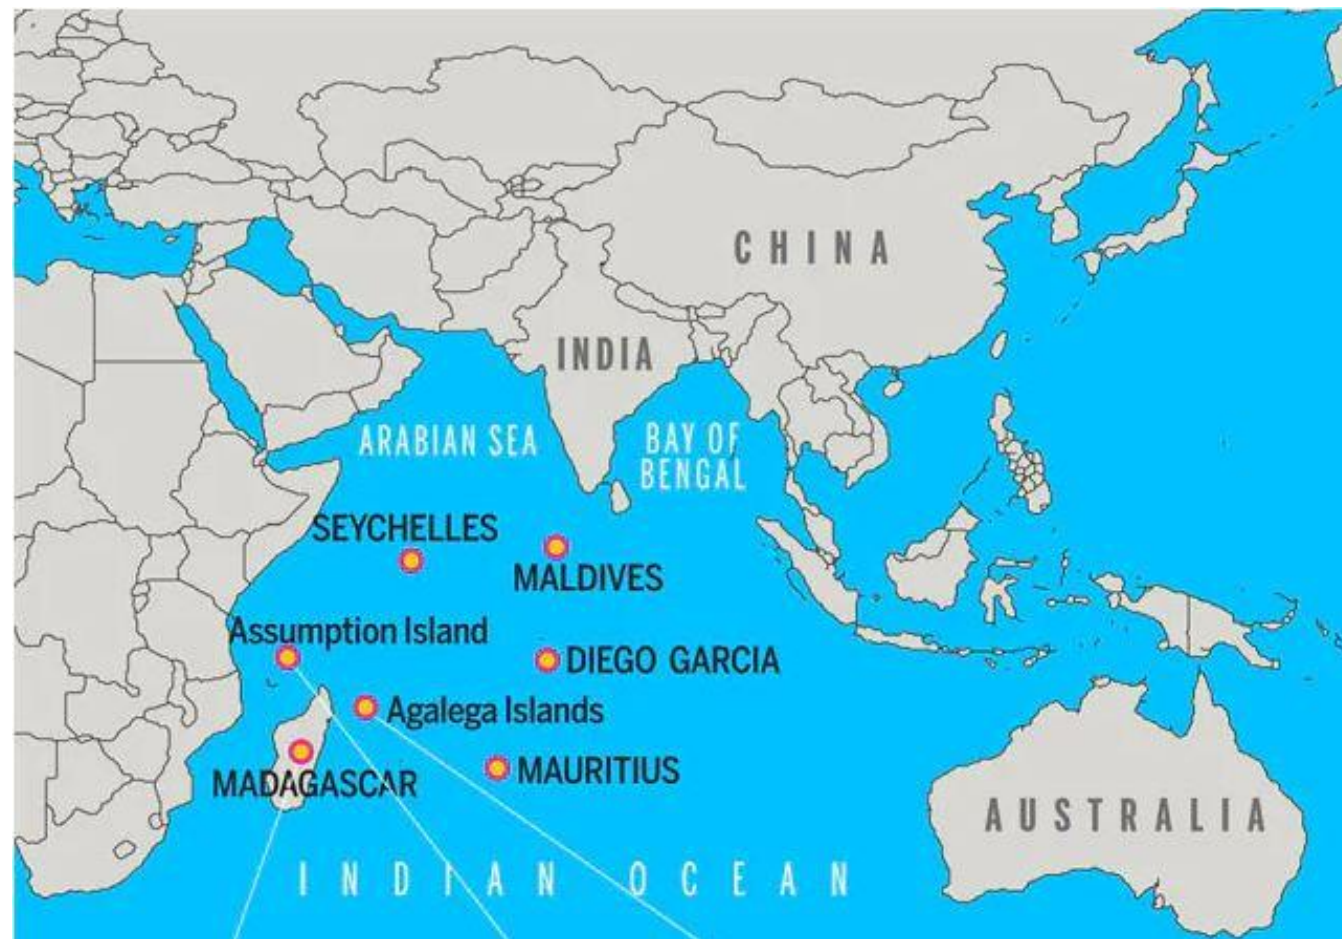 CHINA
INDIA
ARABIAN SEA
BAY OF
BENGAL
SEYCHELLES
MALDIVES
Assumption Island
DIEGO GARCIA
Agalega Islands
MADAGASCAR
MAURITIUS
AUSTRALIA
INDIAN OCEAN